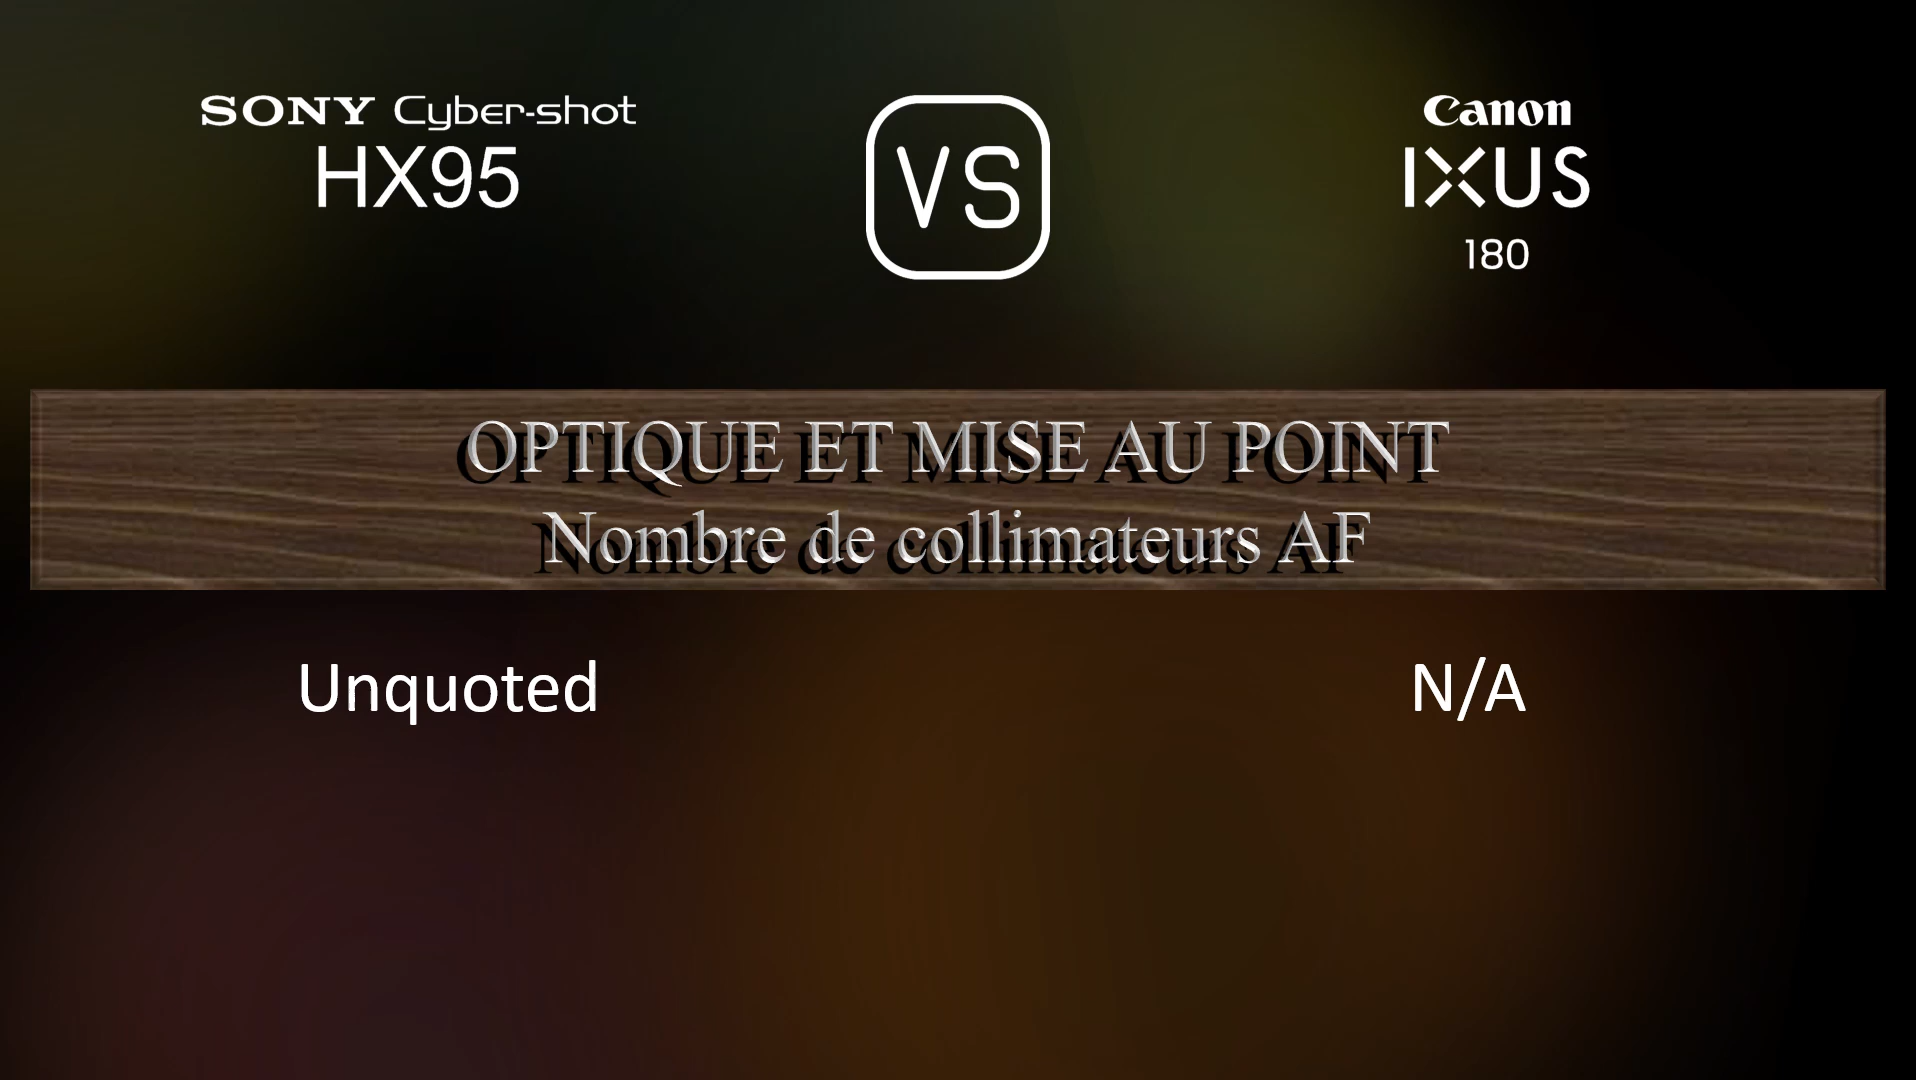 SONY Cyber-shot
HX95
VS
Canon
IXUS
180
OPTIQUE ET MISE AU POINT
Nombre de collimateurs AF
Unquoted
N/A